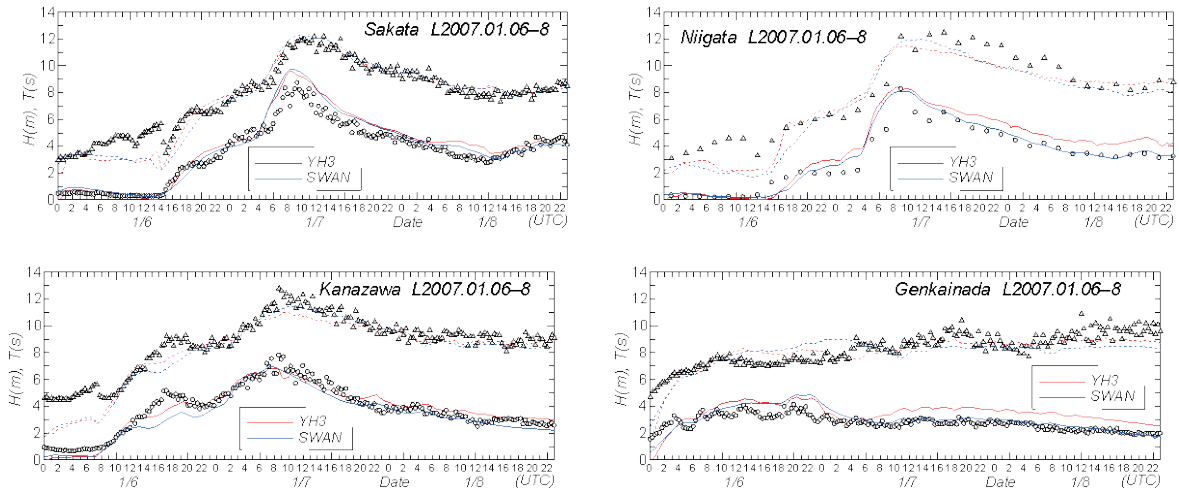 Sakata L2007.01.06–8
H(m), T(s)
14
12
10
8
6
4
2
0
YH3
SWAN
0 2 4 6 8 10 12 14 16 18 20 22 0 2 4 6 8 10 12 14 16 18 20 22 0 2 4 6 8 10 12 14 16 18 20 22
1/6 1/7 Date 1/8 (UTC)
Niigata L2007.01.06–8
H(m), T(s)
14
12
10
8
6
4
2
0
YH3
SWAN
0 2 4 6 8 10 12 14 16 18 20 22 0 2 4 6 8 10 12 14 16 18 20 22 0 2 4 6 8 10 12 14 16 18 20 22
1/6 1/7 Date 1/8 (UTC)
Kanazawa L2007.01.06–8
H(m), T(s)
14
12
10
8
6
4
2
0
YH3
SWAN
0 2 4 6 8 10 12 14 16 18 20 22 0 2 4 6 8 10 12 14 16 18 20 22 0 2 4 6 8 10 12 14 16 18 20 22
1/6 1/7 Date 1/8 (UTC)
Genkainada L2007.01.06–8
H(m), T(s)
14
12
10
8
6
4
2
0
YH3
SWAN
0 2 4 6 8 10 12 14 16 18 20 22 0 2 4 6 8 10 12 14 16 18 20 22 0 2 4 6 8 10 12 14 16 18 20 22
1/6 1/7 Date 1/8 (UTC)